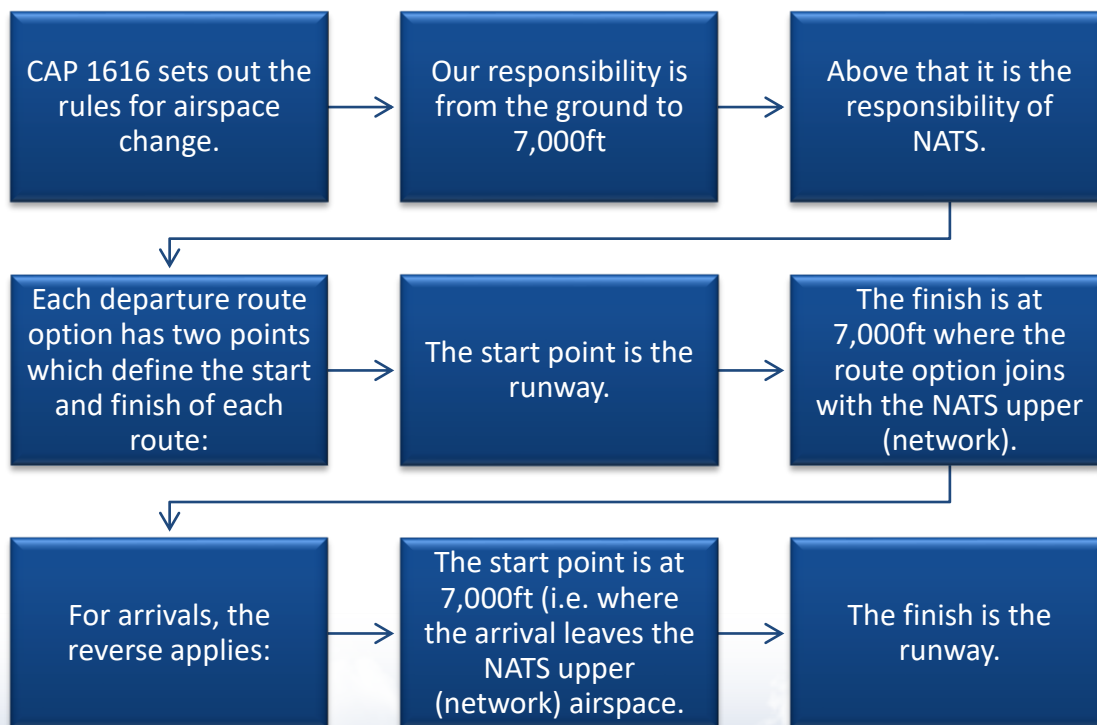 CAP 1616 sets out the
rules for airspace
change.
Our responsibility is
from the ground to
7,000ft
Above that it is the
responsibility of
NATS.
Each departure route
option has two points
which define the start
and finish of each
route:
The start point is the
runway.
The finish is at
7,000ft where the
route option joins
with the NATS upper
(network).
For arrivals, the
reverse applies:
The start point is at
7,000ft (i.e. where
the arrival leaves the
NATS upper
(network) airspace.
The finish is the
runway.